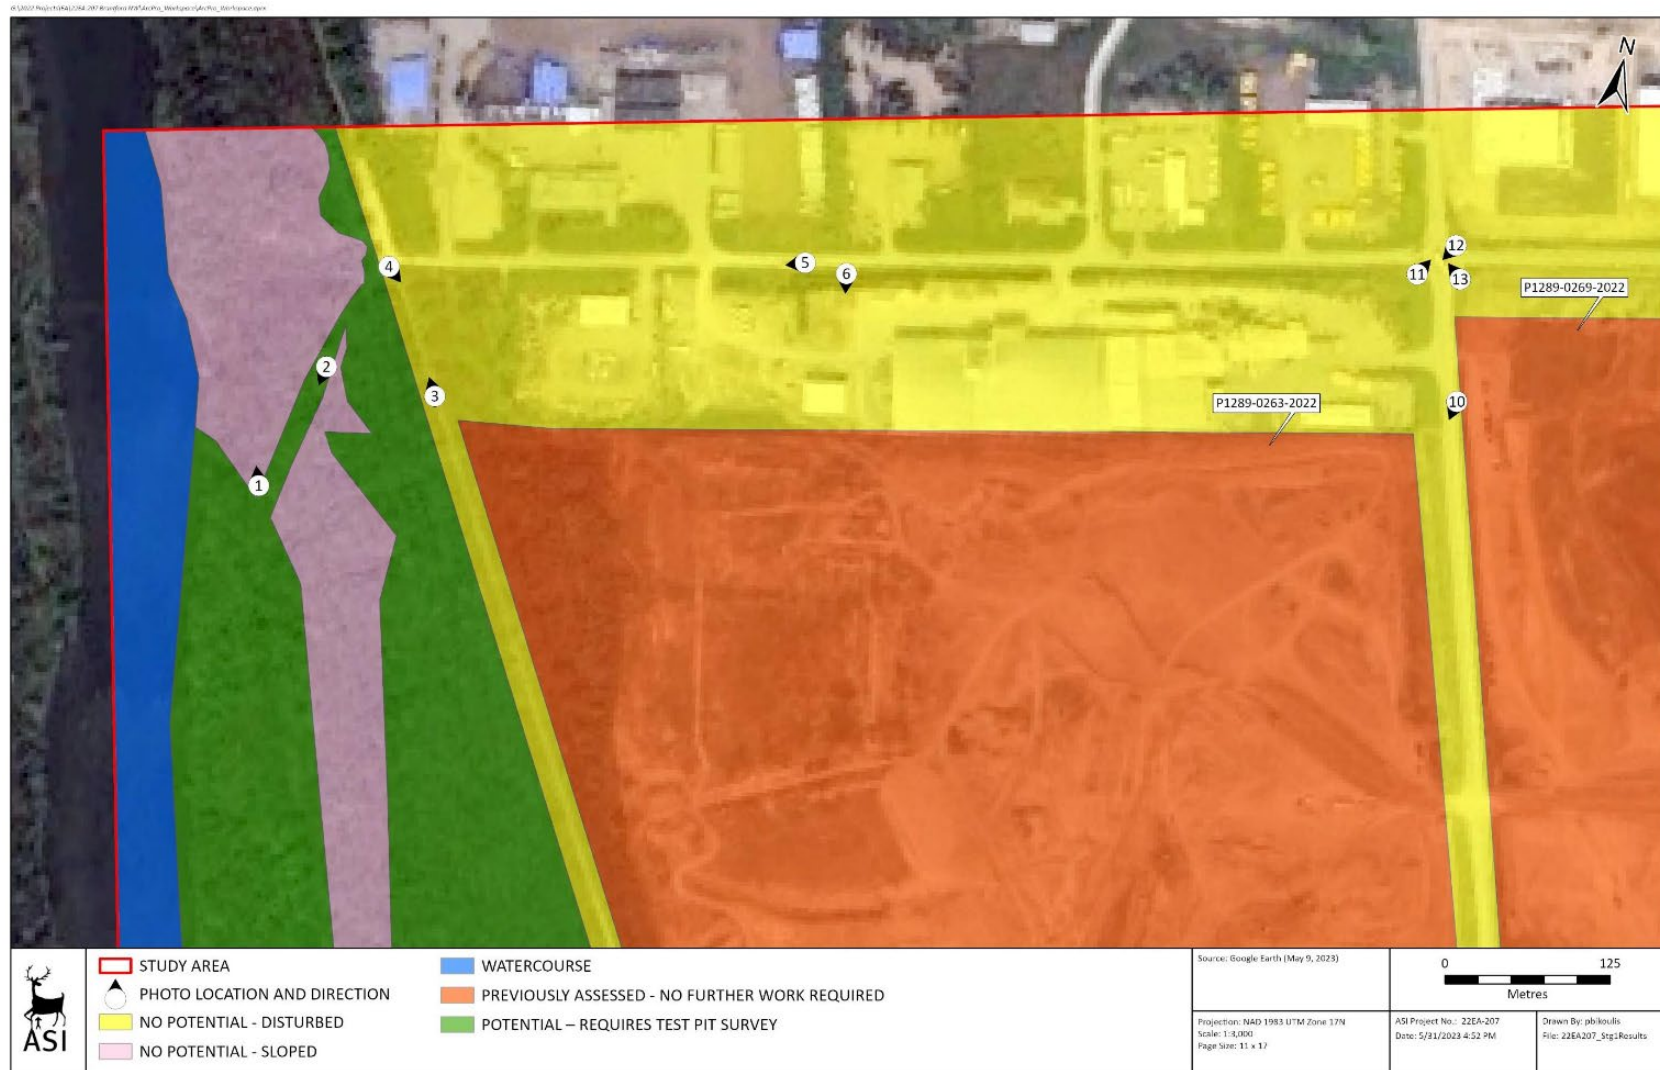 N
4
5
6
12
11
13
P1289-0269-2022
2
3
P1289-0263-2022
10
1
ASI
STUDY AREA
PHOTO LOCATION AND DIRECTION
NO POTENTIAL - DISTURBED
NO POTENTIAL - SLOPED
WATERCOURSE
PREVIOUSLY ASSESSED - NO FURTHER WORK REQUIRED
POTENTIAL – REQUIRES TEST PIT SURVEY
Source: Google Earth (May 9, 2023)
Projection: NAD 1983 UTM Zone 17N
Scale: 1:3,000
Page Size: 11 x 17
0 125
Metres
ASI Project No.: 22EA-207
Date: 5/31/2023 4:52 PM
Drawn By: pbikoulis
File: 22EA207_Stg1Results